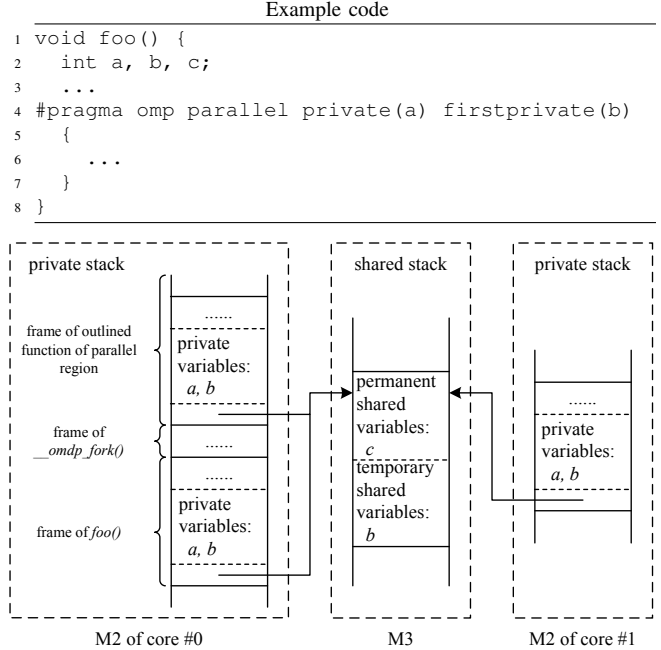 Example code
1 void foo() {
2 int a, b, c;
3 ...
4 #pragma omp parallel private(a) firstprivate(b)
5 {
6 ...
7 }
8 }
private stack
frame of outlined
function of parallel
region
......
private
variables:
a, b
frame of
__omdp_fork()
......
......
private
variables:
a, b
frame of foo()
M2 of core #0
shared stack
permanent
shared
variables:
c
temporary
shared
variables:
b
M3
private stack
......
private
variables:
a, b
M2 of core #1